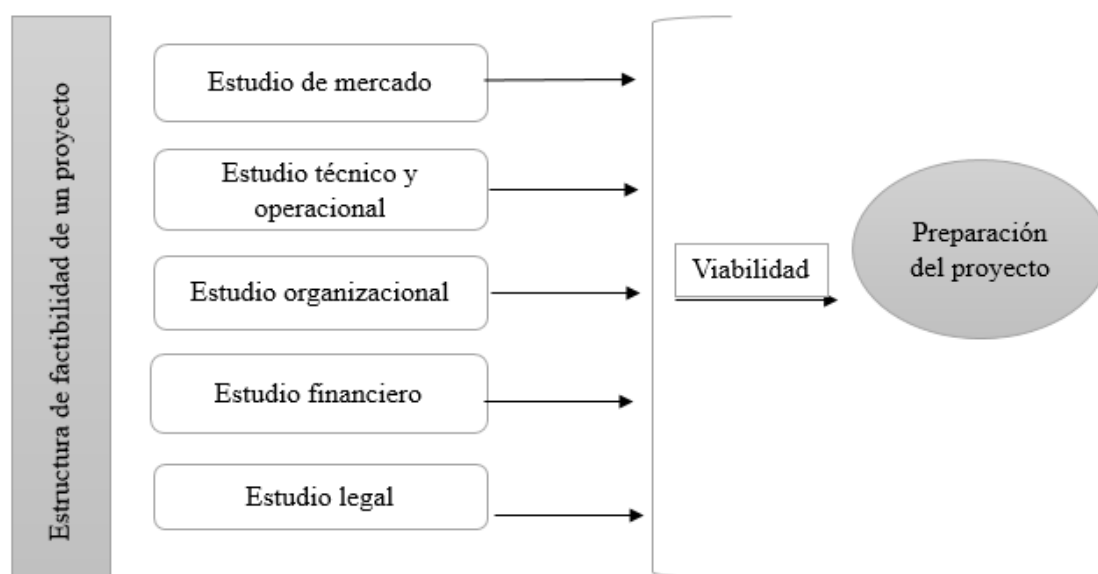 Estructura de factibilidad de un proyecto
Estudio de mercado
Estudio técnico y
operacional
Estudio organizacional
Estudio financiero
Estudio legal
Viabilidad
Preparación
del proyecto